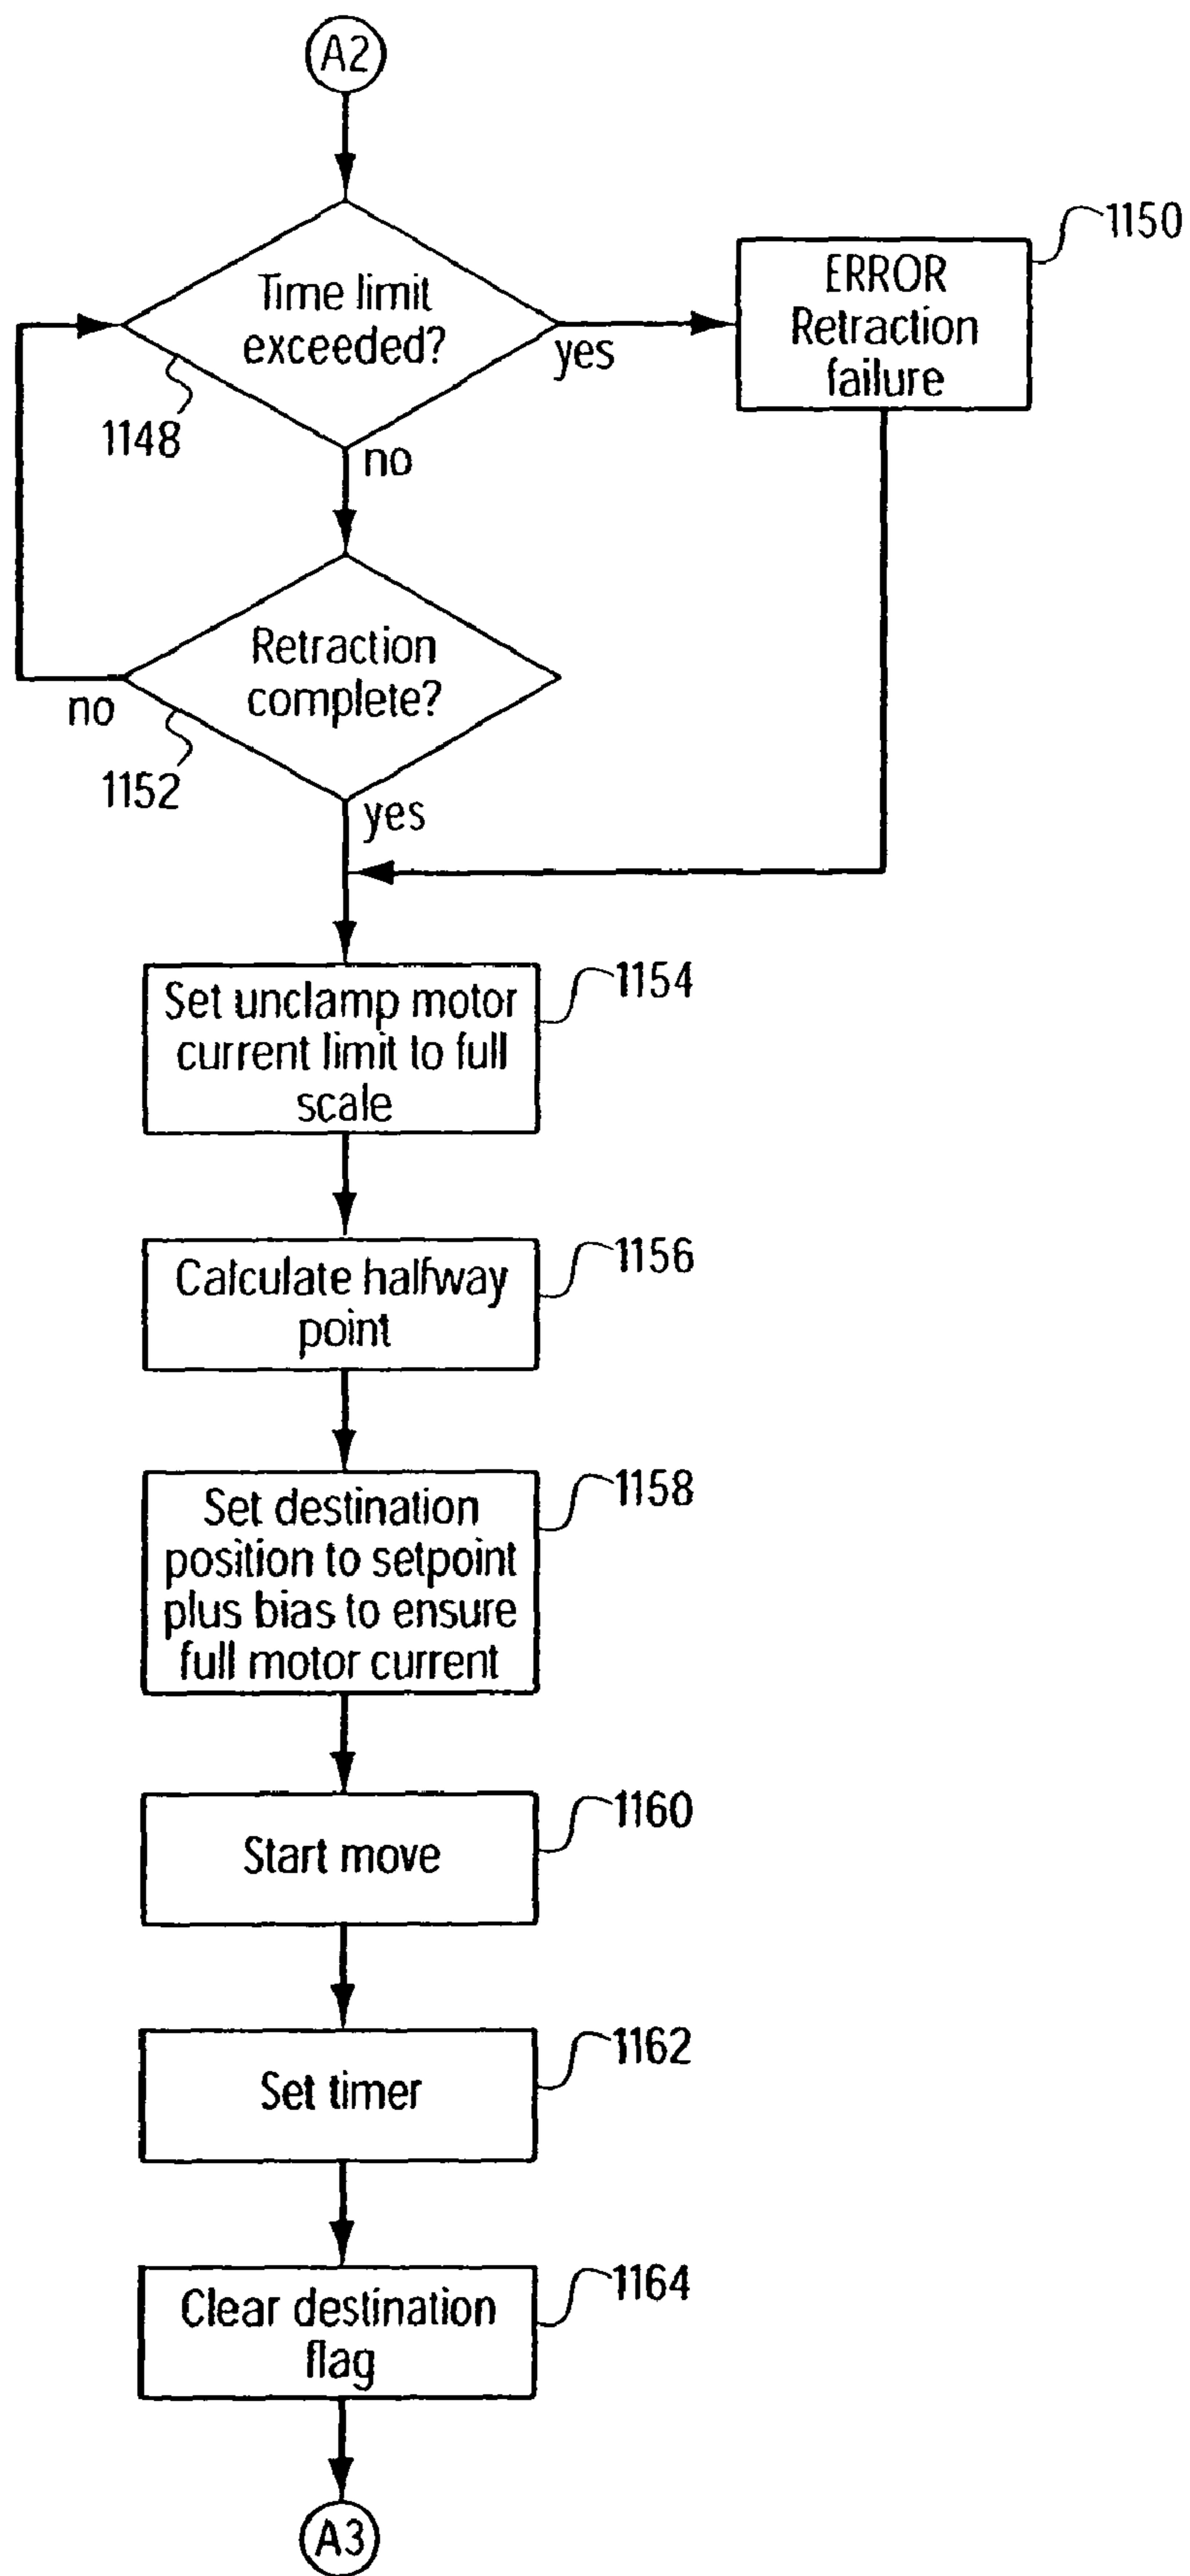 A2
Time limit
exceeded?
yes
1148
no
1150
ERROR
Retraction
failure
Retraction
complete?
no
1152
yes
Set unclamp motor
current limit to full
scale
1154
Calculate halfway
point
1156
Set destination
position to setpoint
plus bias to ensure
full motor current
1158
Start move
1160
Set timer
1162
Clear destination
flag
1164
A3